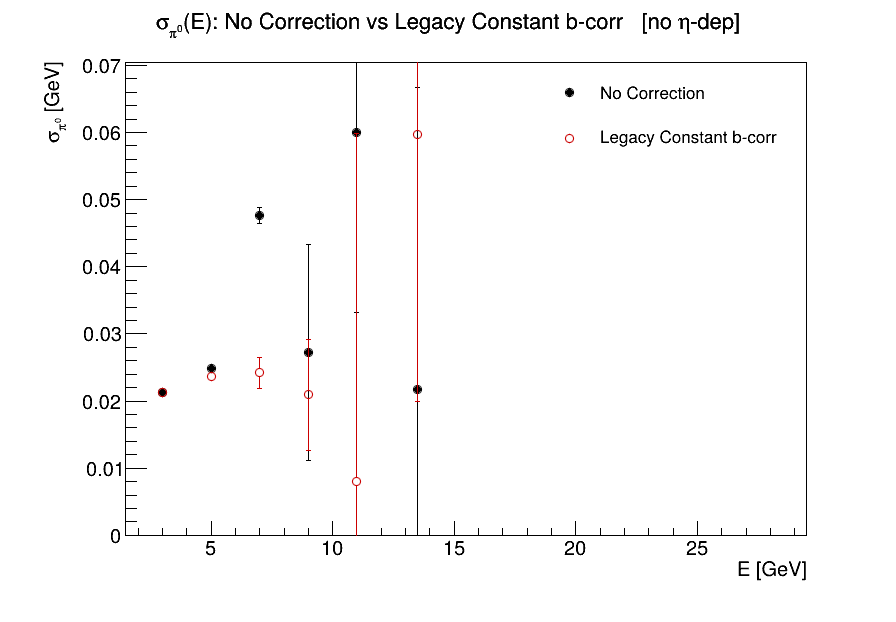 σπ⁰(E): No Correction vs Legacy Constant b-corr [no η-dep]
σπ⁰ [GeV]
0.07
0.06
0.05
0.04
0.03
0.02
0.01
0
No Correction
Legacy Constant b-corr
5 10 15 20 25
E [GeV]